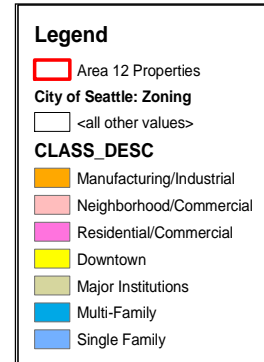 Legend
Area 12 Properties
City of Seattle: Zoning
<all other values>
CLASS_DESC
Manufacturing/Industrial
Neighborhood/Commercial
Residential/Commercial
Downtown
Major Institutions
Multi-Family
Single Family